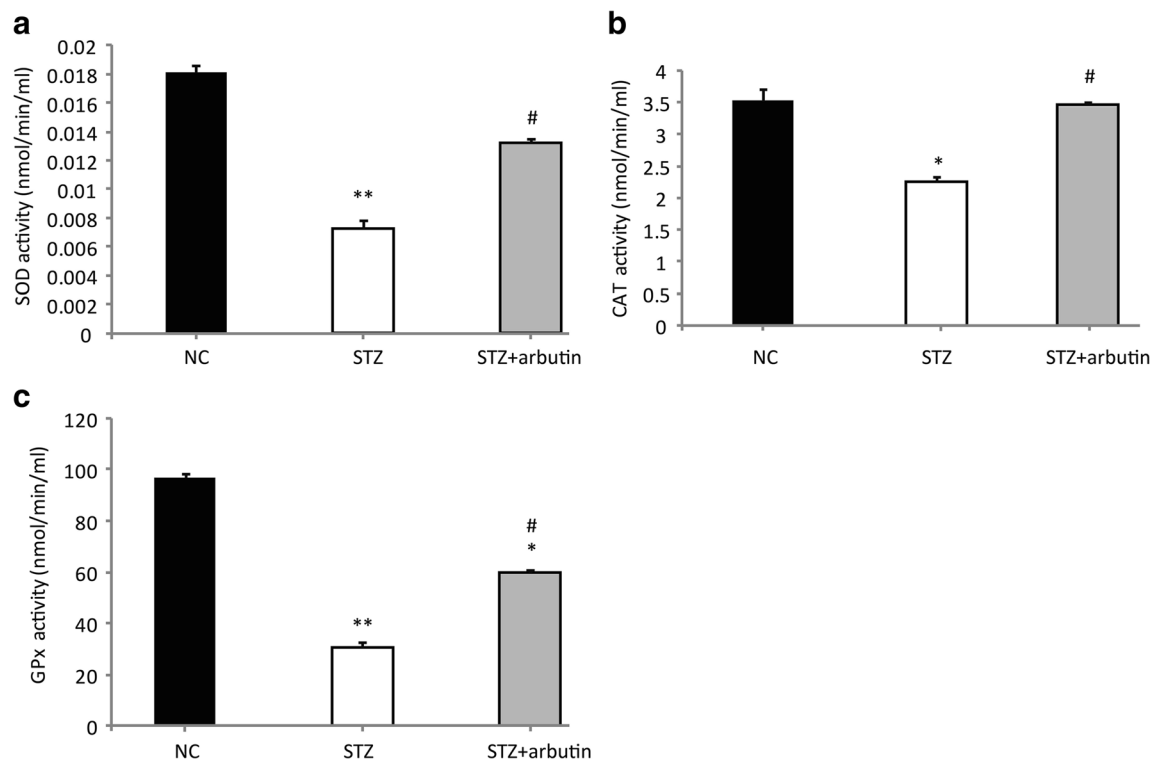 a
SOD activity (nmol/min/ml)
0.02
0.018
0.016
0.014
0.012
0.01
0.008
0.006
0.004
0.002
0
**
#
NC
STZ
STZ+arbutin
b
CAT activity (nmol/min/ml)
4
3.5
3
2.5
2
1.5
1
0.5
0
*
#
NC
STZ
STZ+arbutin
c
GPx activity (nmol/min/ml)
120
100
80
60
40
20
0
**
#
*
NC
STZ
STZ+arbutin